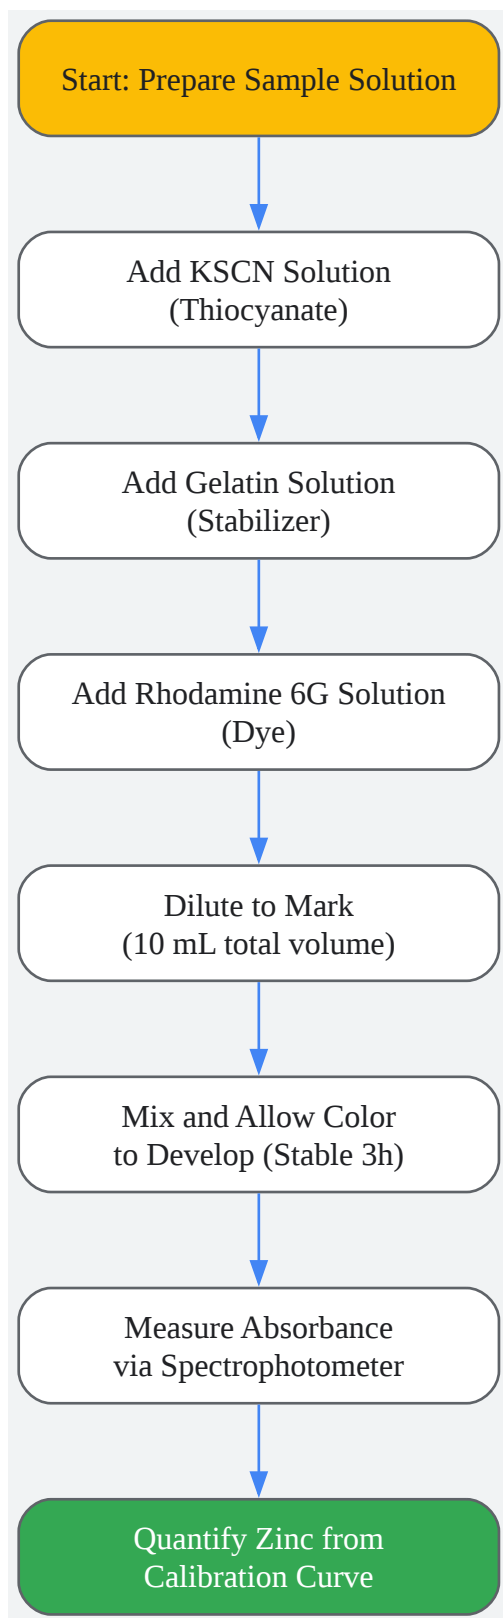 Start: Prepare Sample Solution
Add KSCN Solution
(Thiocyanate)
Add Gelatin Solution
(Stabilizer)
Add Rhodamine 6G Solution
(Dye)
Dilute to Mark
(10 mL total volume)
Mix and Allow Color
to Develop (Stable 3h)
Measure Absorbance
via Spectrophotometer
Quantify Zinc from
Calibration Curve